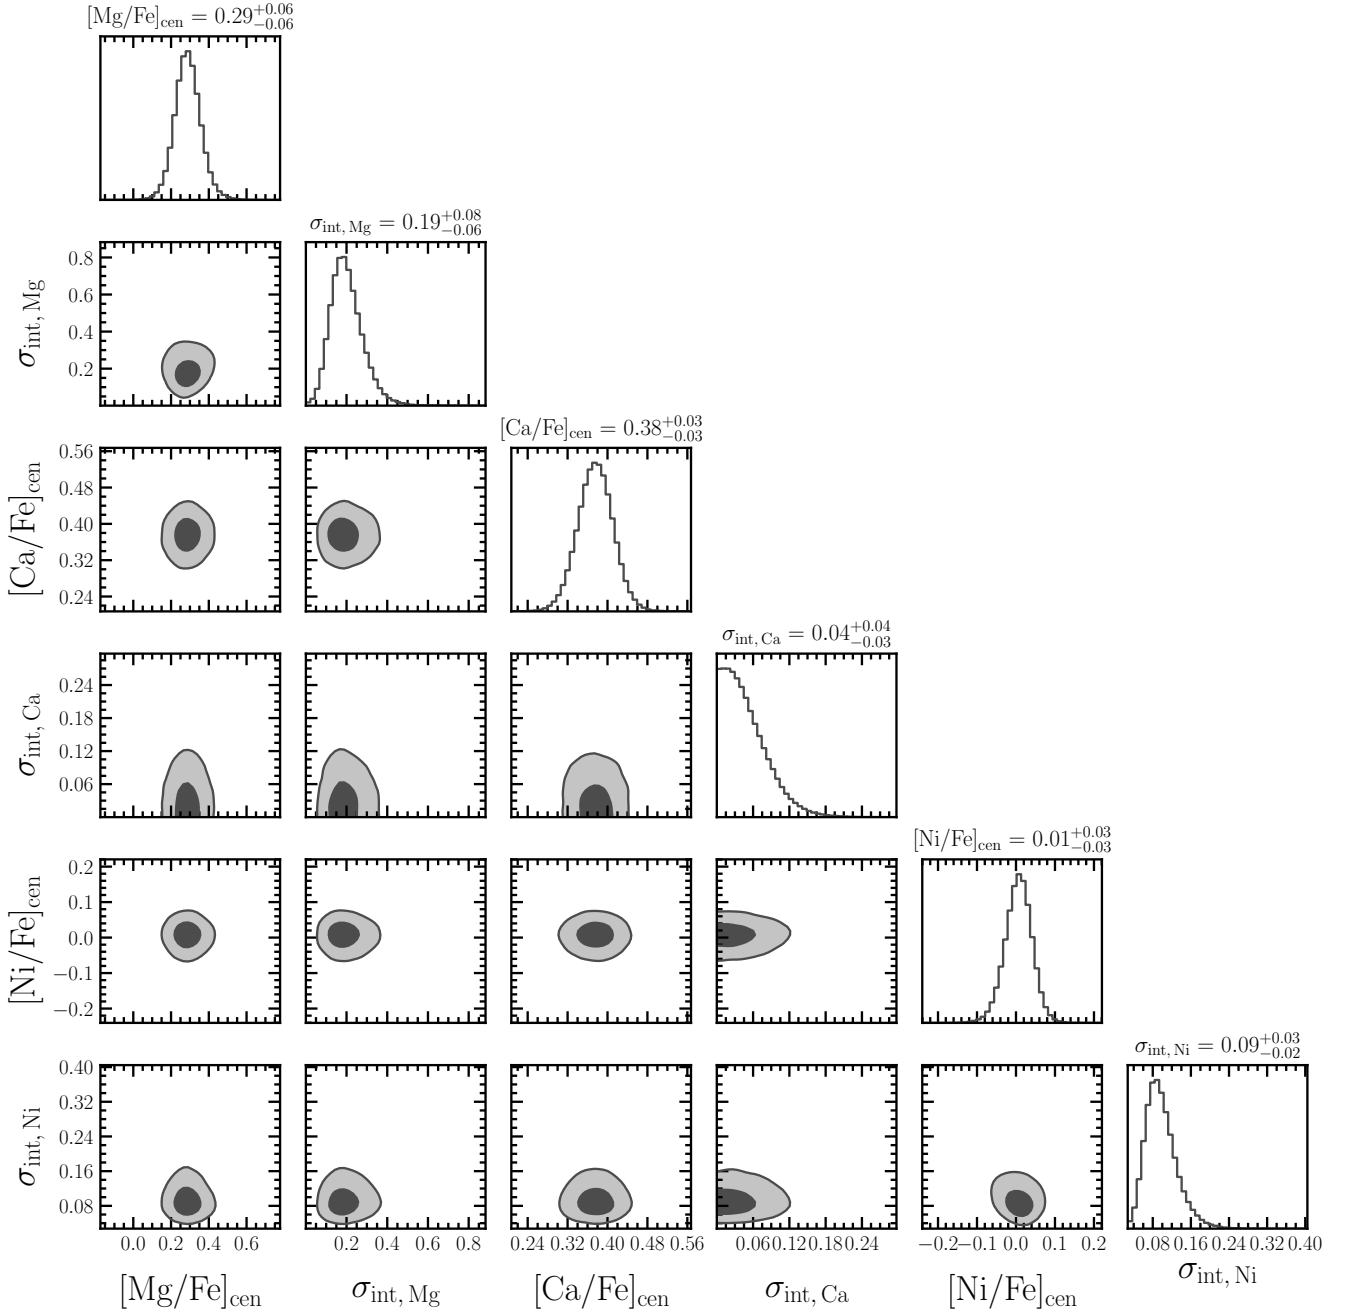 [Mg/Fe]cen = 0.29+0.06−0.06
σint, Mg = 0.19+0.08−0.06
0.8
0.6
0.4
0.2
σint, Mg
[Ca/Fe]cen = 0.38+0.03−0.03
0.56
0.48
0.40
0.32
0.24
[Ca/Fe]cen
σint, Ca = 0.04+0.04−0.03
0.24
0.18
0.12
0.06
σint, Ca
[Ni/Fe]cen = 0.01+0.03−0.03
0.2
0.1
0.0
−0.1
−0.2
[Ni/Fe]cen
σint, Ni = 0.09+0.03−0.02
0.40
0.32
0.24
0.16
0.08
σint, Ni
0.0 0.2 0.4 0.6 0.2 0.4 0.6 0.8 0.24 0.32 0.40 0.48 0.56 0.06 0.12 0.18 0.24 −0.2 −0.1 0.0 0.1 0.2 0.08 0.16 0.24 0.32 0.40
[Mg/Fe]cen σint, Mg [Ca/Fe]cen σint, Ca [Ni/Fe]cen σint, Ni